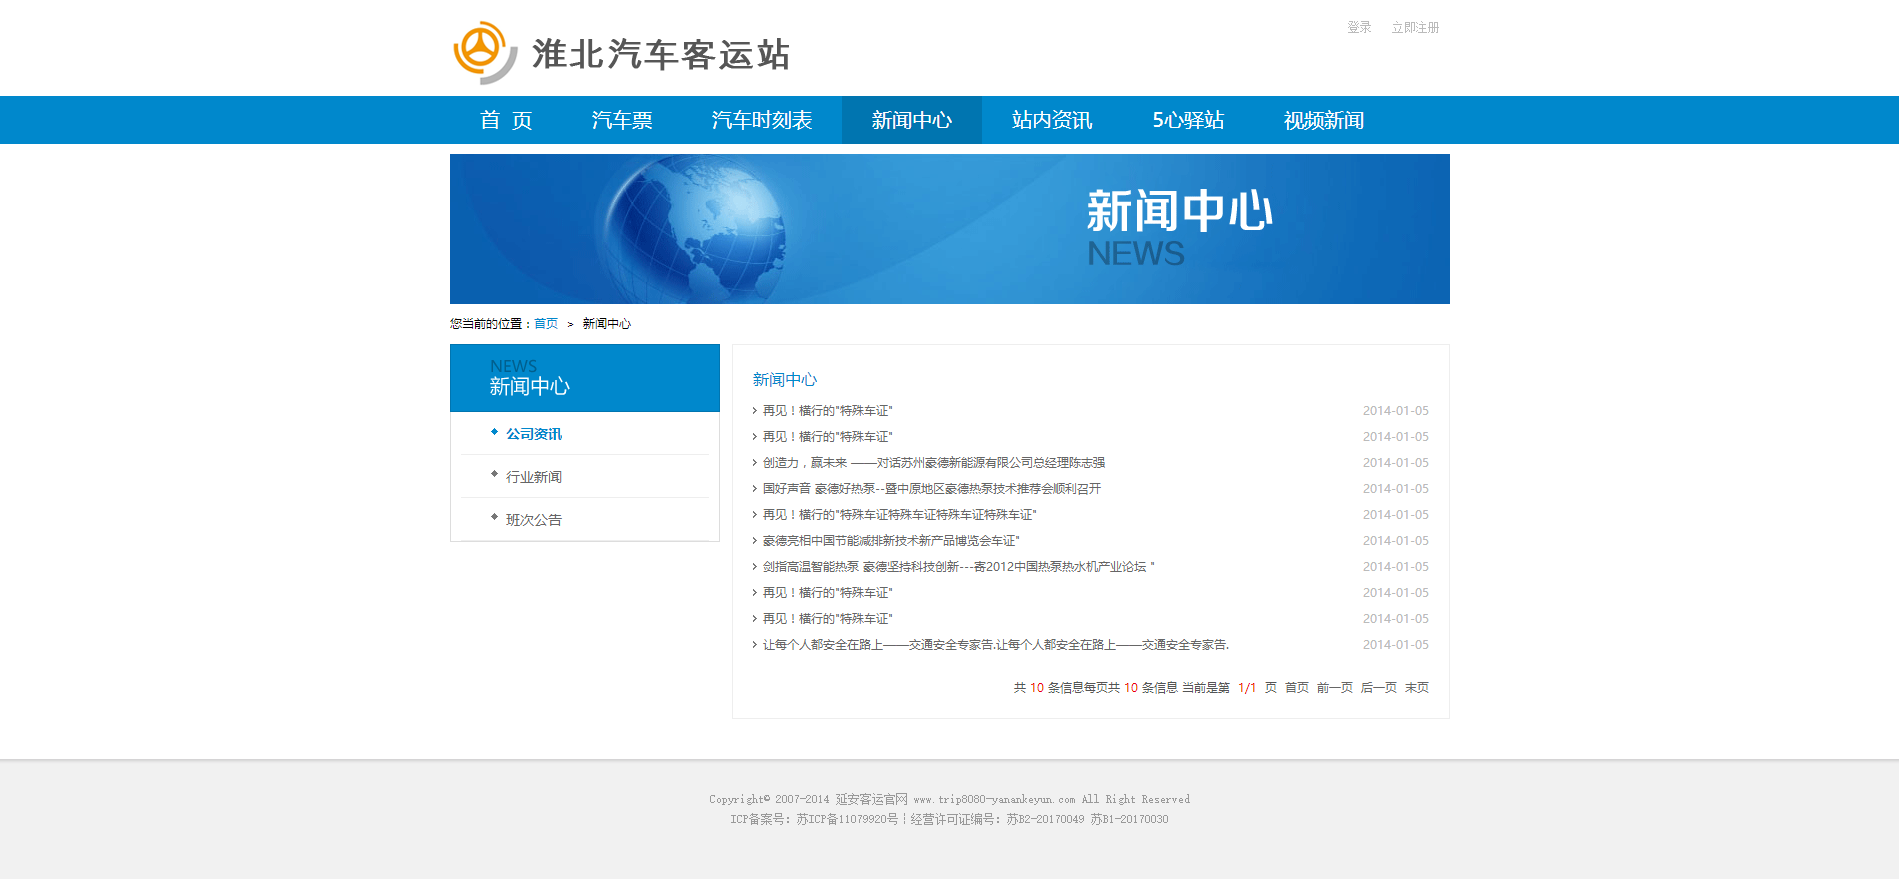 登录 立即注册
淮北汽车客运站
首 页 汽车票 汽车时刻表 新闻中心 站内资讯 5心驿站 视频新闻
新闻中心
NEWS
您当前的位置：首页 > 新闻中心
NEWS
新闻中心
公司资讯
行业新闻
班次公告
新闻中心
再见！横行的"特殊车证" 2014-01-05
再见！横行的"特殊车证" 2014-01-05
创造力，赢未来 ——对话苏州豪德新能源有限公司总经理陈志强 2014-01-05
国好声音 豪德好热泵--暨中原地区豪德热泵技术推荐会顺利召开 2014-01-05
再见！横行的"特殊车证特殊车证特殊车证特殊车证" 2014-01-05
豪德亮相中国节能减排新技术新产品博览会车证" 2014-01-05
剑指高温智能热泵 豪德坚持科技创新---寄2012中国热泵热水机产业论坛 " 2014-01-05
再见！横行的"特殊车证" 2014-01-05
再见！横行的"特殊车证" 2014-01-05
让每个人都安全在路上——交通安全专家告.让每个人都安全在路上——交通安全专家告. 2014-01-05
共 10 条信息每页共 10 条信息 当前是第 1/1 页 首页 前一页 后一页 末页
Copyright© 2007-2014 延安客运官网 www.trip8080-yanankeyun.com All Right Reserved
ICP备案号: 苏ICP备11079920号┆经营许可证编号: 苏B2-20170049 苏B1-20170030